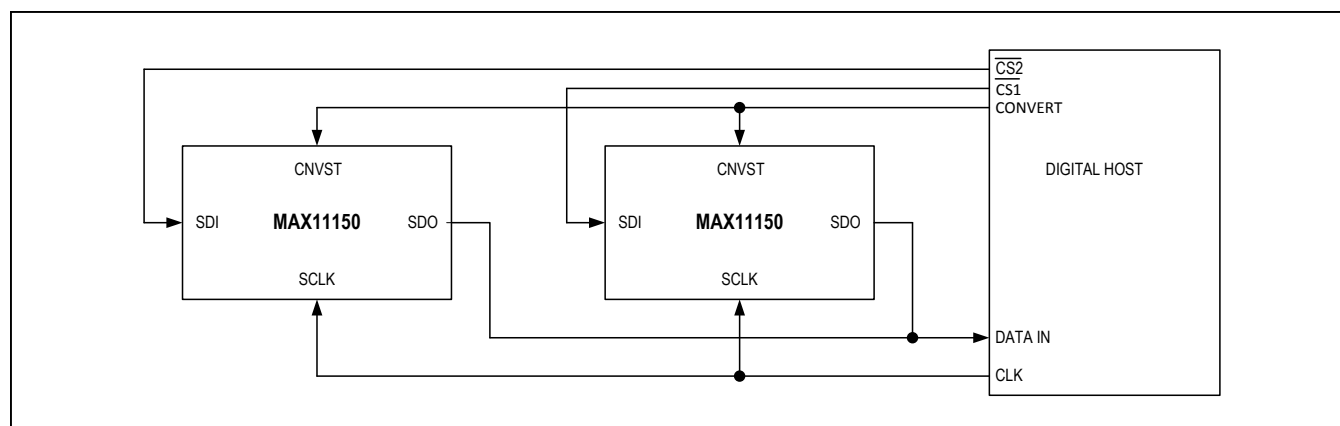 CS2
CS1
CONVERT
CNVST
CNVST
DIGITAL HOST
SDI
MAX11150
SDO
SDI
MAX11150
SDO
SCLK
SCLK
DATA IN
CLK